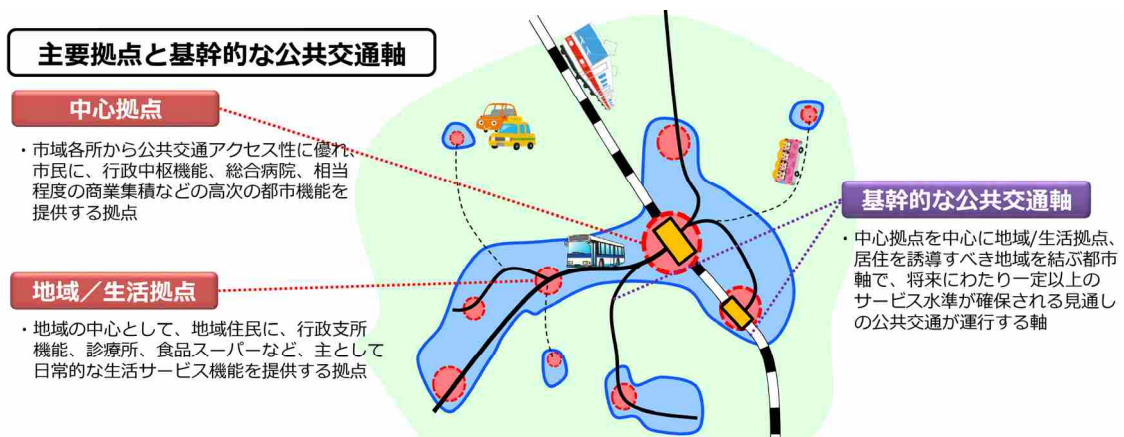 主要拠点と基幹的な公共交通軸
中心拠点
・市域各所から公共交通アクセス性に優れ、
市民に、行政中枢機能、総合病院、相当
程度の商業集積などの高次の都市機能を
提供する拠点
地域／生活拠点
・地域の中心として、地域住民に、行政支所
機能、診療所、食品スーパーなど、主として
日常的な生活サービス機能を提供する拠点
基幹的な公共交通軸
・中心拠点を中心に地域/生活拠点、
居住を誘導すべき地域を結ぶ都市
軸で、将来にわたり一定以上の
サービス水準が確保される見通し
の公共交通が運行する軸